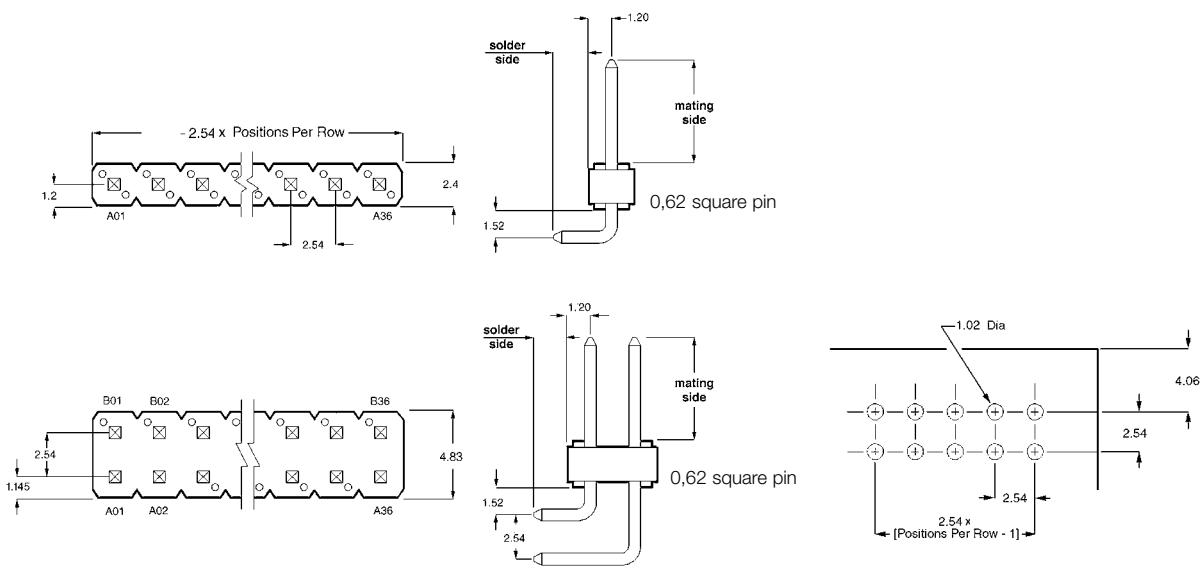 1.20
solder
side
mating
side
2.54 x Positions Per Row
1.2
2.4
A01
A36
2.54
0,62 square pin
1.52
1.20
solder
side
mating
side
1.02 Dia
4.06
B01 B02 B36
2.54
1.145
4.83
2.54
0,62 square pin
1.52
2.54
A01 A02 A36
2.54
2.54 x
[Positions Per Row - 1]